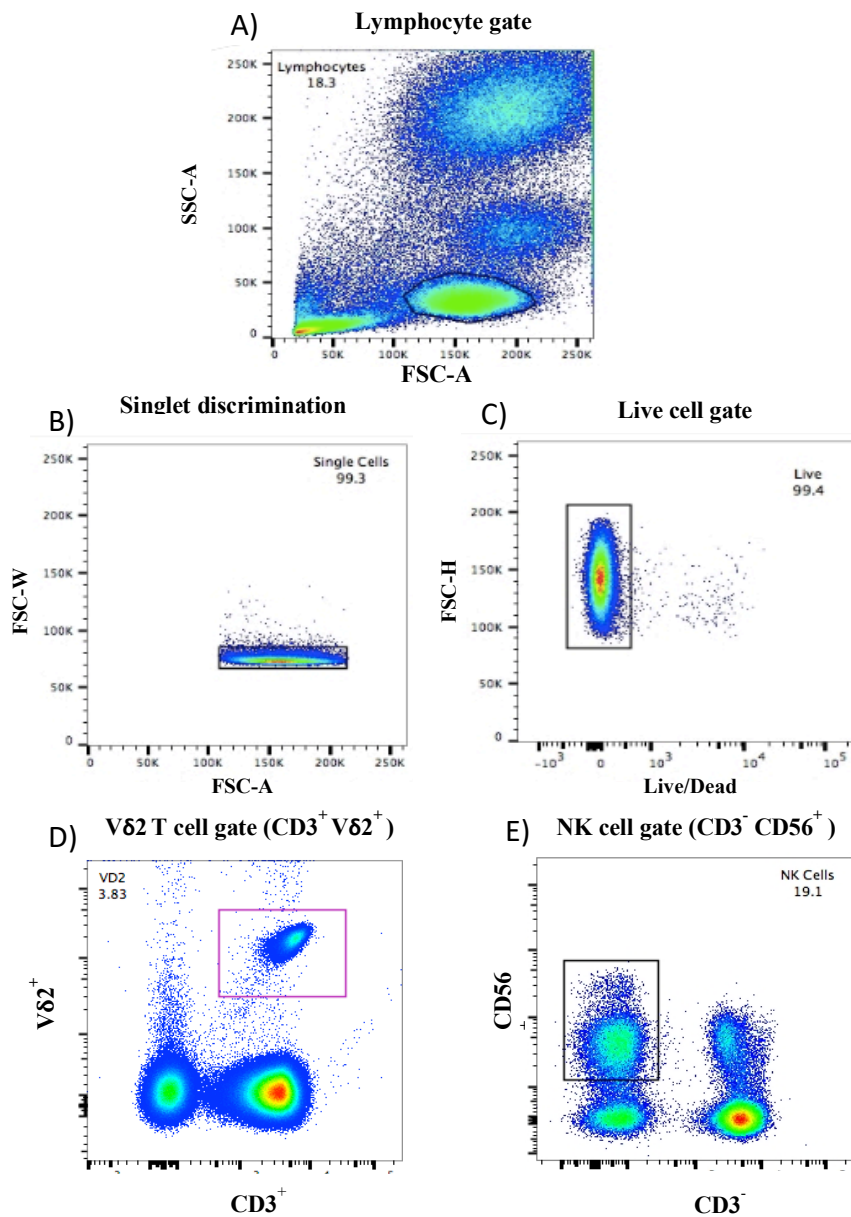 A) Lymphocyte gate
Lymphocytes
18.3
250K
200K
150K
100K
50K
0
SSC-A
0 50K 100K 150K 200K 250K
FSC-A
B) Singlet discrimination
Single Cells
99.3
250K
200K
150K
100K
50K
0
FSC-W
0 50K 100K 150K 200K 250K
FSC-A
C) Live cell gate
Live
99.4
250K
200K
150K
100K
50K
0
FSC-H
-10³ 0 10³ 10⁴ 10⁵
Live/Dead
D) Vδ2 T cell gate (CD3⁺ Vδ2⁺)
VD2
3.83
Vδ2⁺
CD3⁺
E) NK cell gate (CD3⁻ CD56⁺)
NK Cells
19.1
CD56
CD3⁻